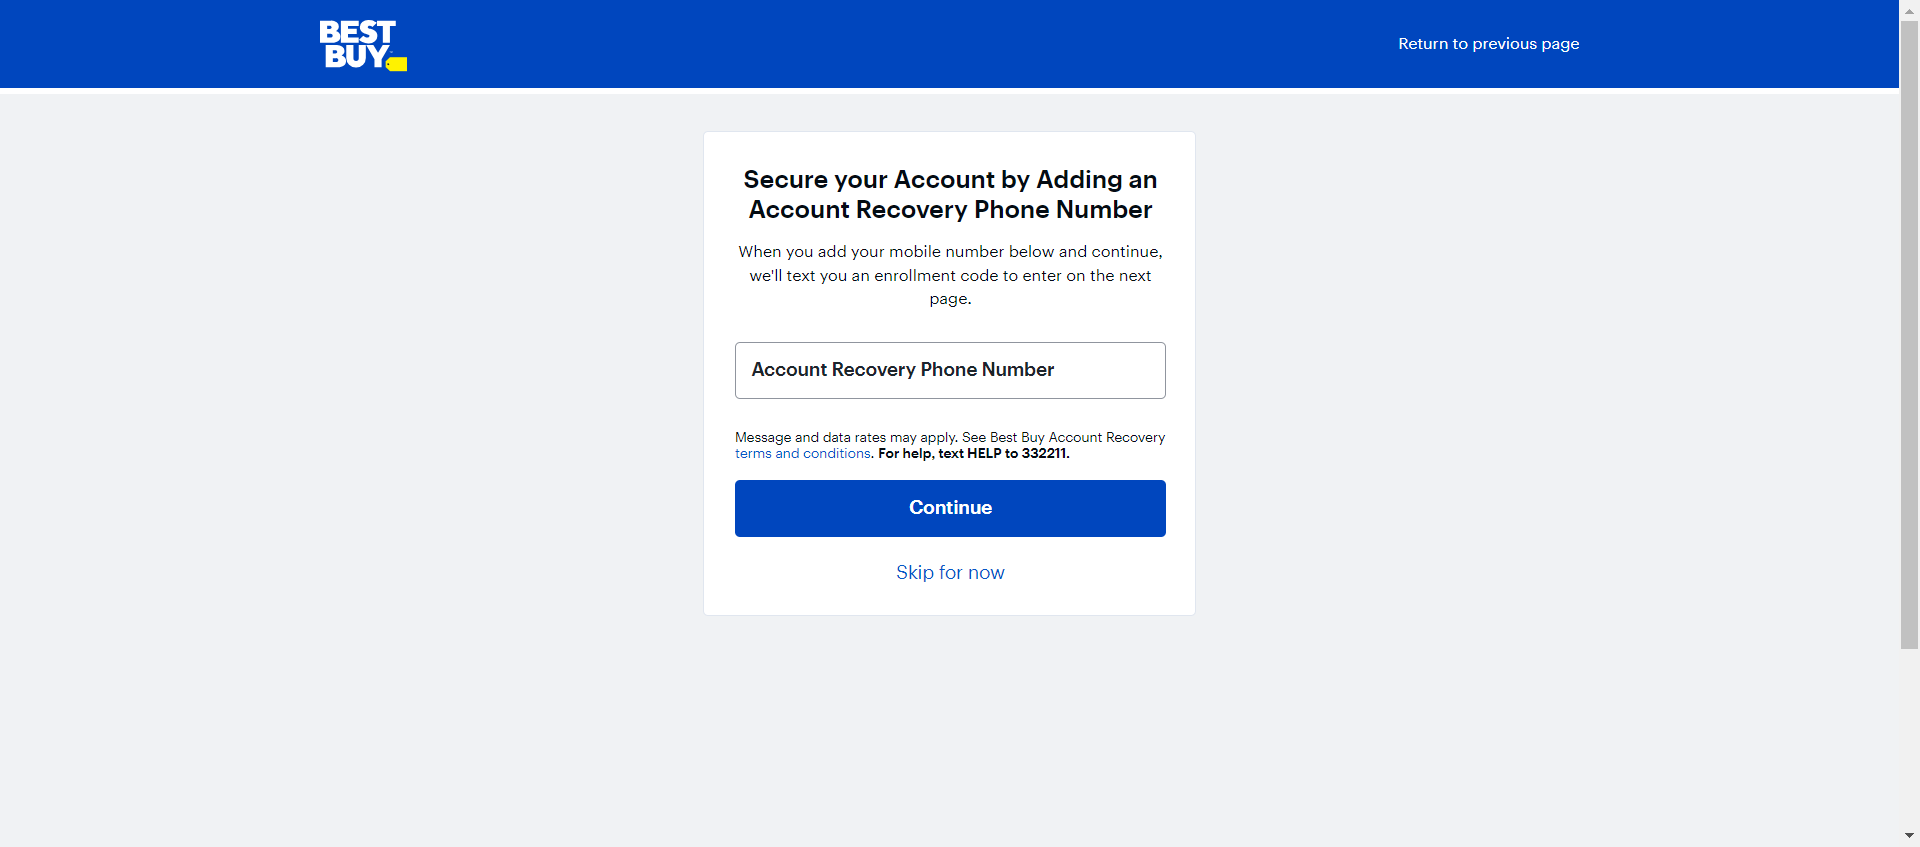 BEST
BUY
Return to previous page
Secure your Account by Adding an
Account Recovery Phone Number
When you add your mobile number below and continue,
we'll text you an enrollment code to enter on the next
page.
Account Recovery Phone Number
Message and data rates may apply. See Best Buy Account Recovery
terms and conditions. For help, text HELP to 332211.
Continue
Skip for now